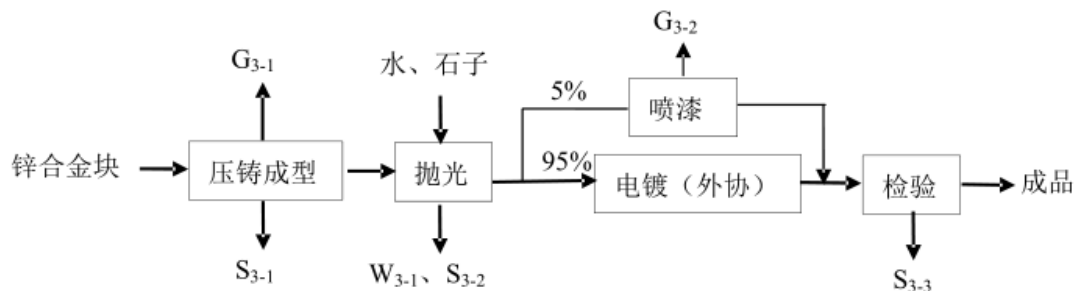 G3-2
G3-1
水、石子
5%
喷漆
锌合金块
压铸成型
抛光
95%
电镀（外协）
检验
成品
S3-1
W3-1、S3-2
S3-3